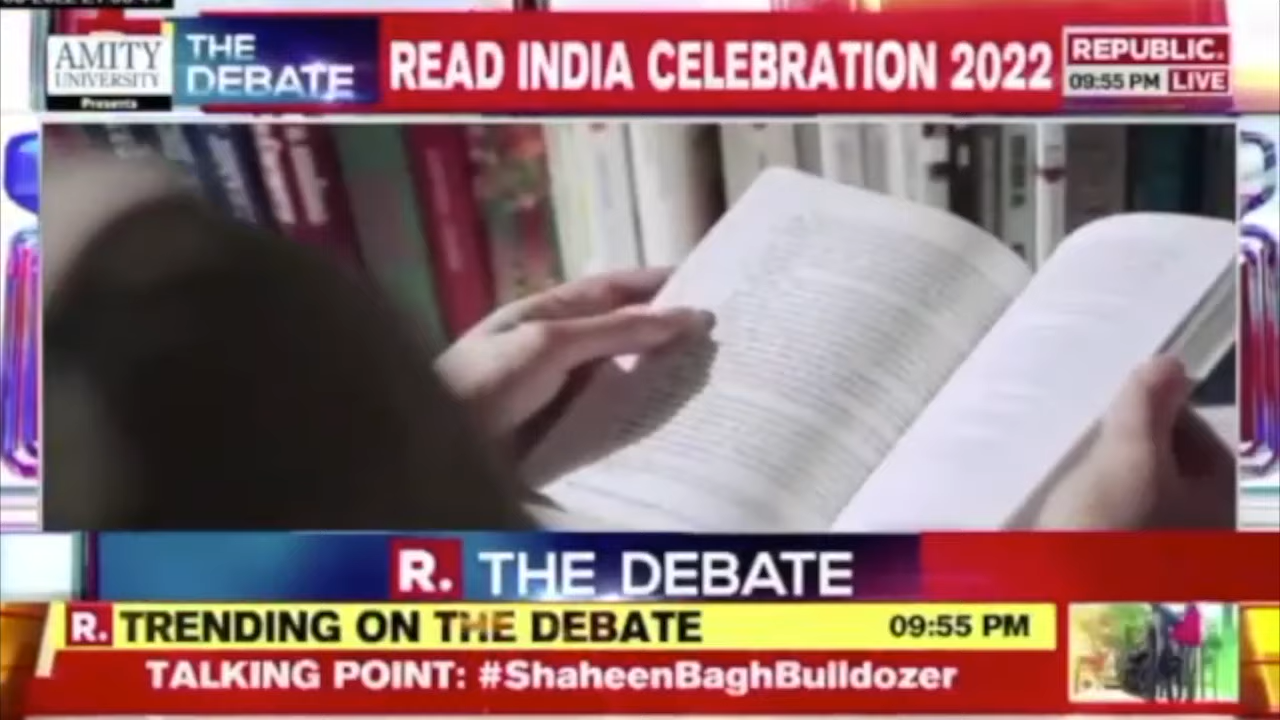 AMITY
UNIVERSITY
Presents
THE
DEBATE
READ INDIA CELEBRATION 2022
REPUBLIC.
09:55 PM LIVE
R. THE DEBATE
R. TRENDING ON THE DEBATE 09:55 PM
TALKING POINT: #ShaheenBaghBulldozer